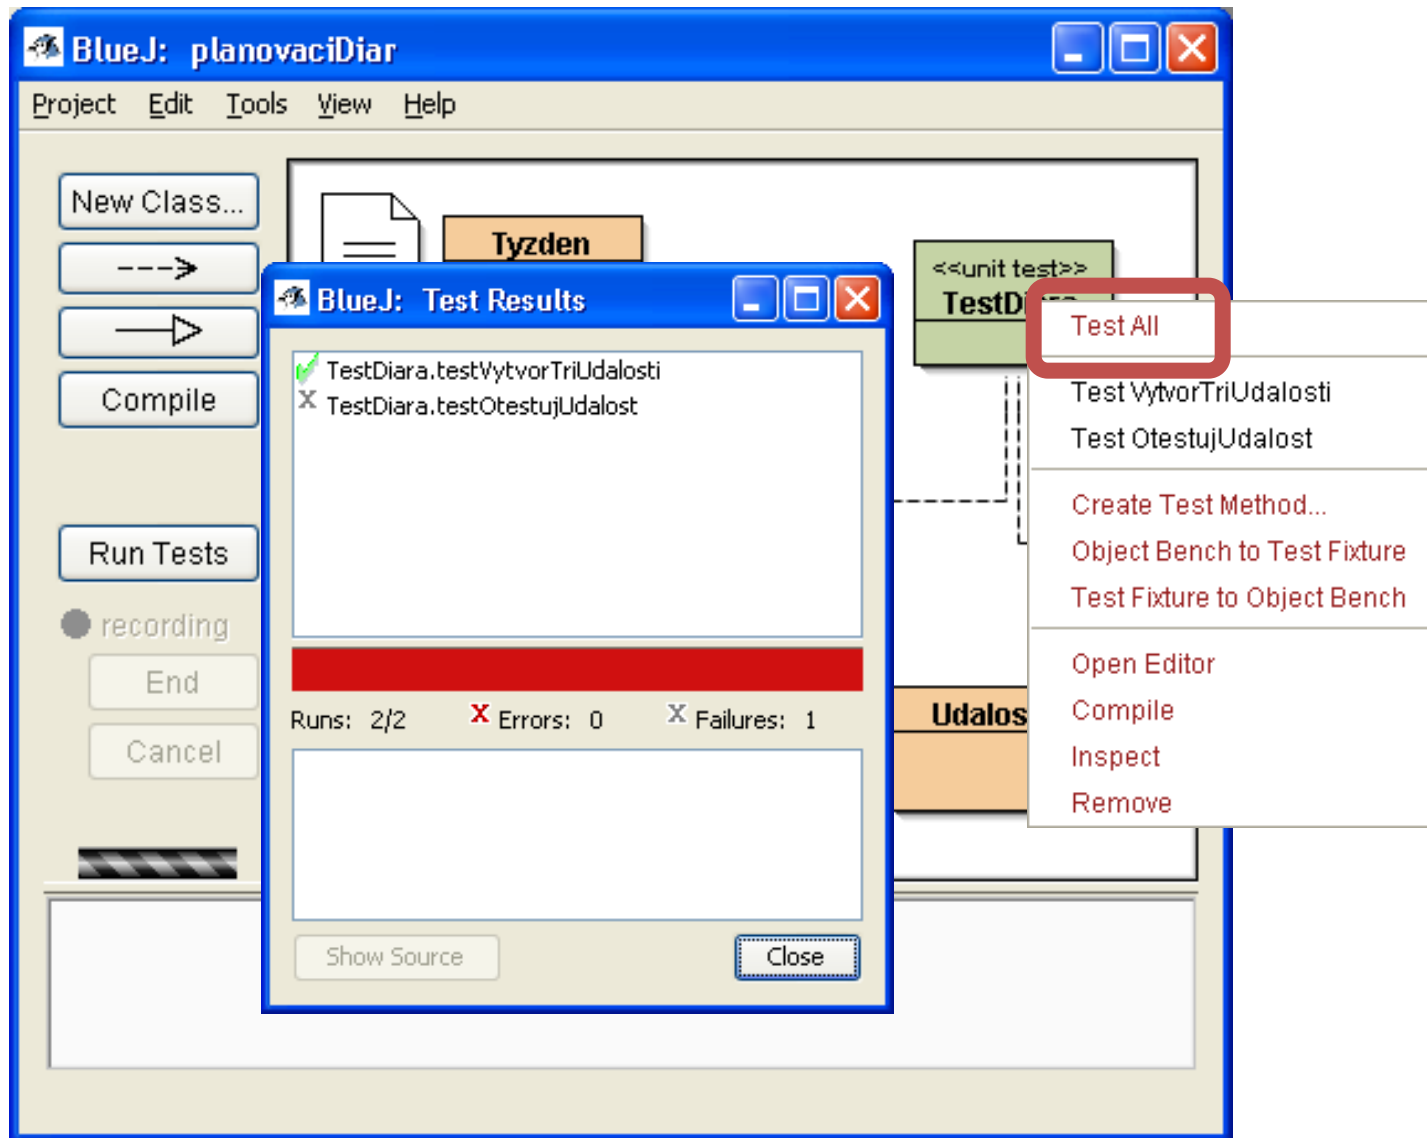 BlueJ: planovaciDiar
Project Edit Tools View Help
New Class...
Compile
Run Tests
recording
End
Cancel
Tyzden
<<unit test>>
BlueJ: Test Results
TestDiara.testVytvorTriUdalosti
TestDiara.testOtestujUdalost
Runs: 2/2 X Errors: 0 X Failures: 1
Show Source Close
Test All
Test VytvorTriUdalosti
Test OtestujUdalost
Create Test Method...
Object Bench to Test Fixture
Test Fixture to Object Bench
Open Editor
Compile
Inspect
Remove